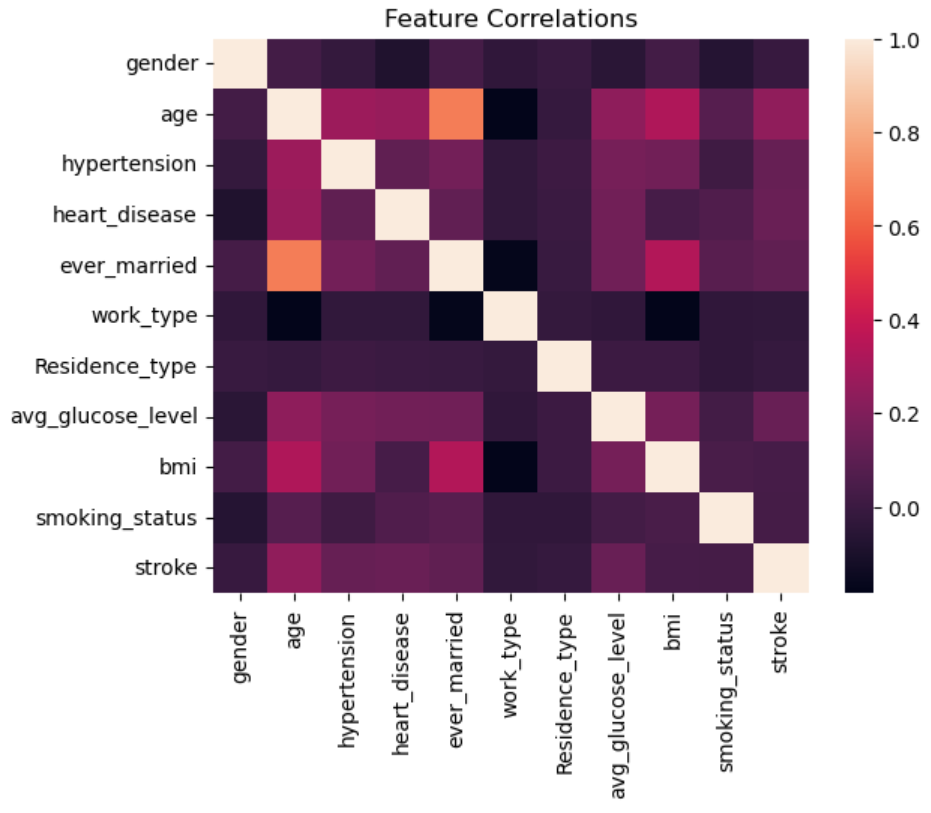 Feature Correlations
gender
age
hypertension
heart_disease
ever_married
work_type
Residence_type
avg_glucose_level
bmi
smoking_status
stroke
gender
age
hypertension
heart_disease
ever_married
work_type
Residence_type
avg_glucose_level
bmi
smoking_status
stroke
1.0
0.8
0.6
0.4
0.2
0.0